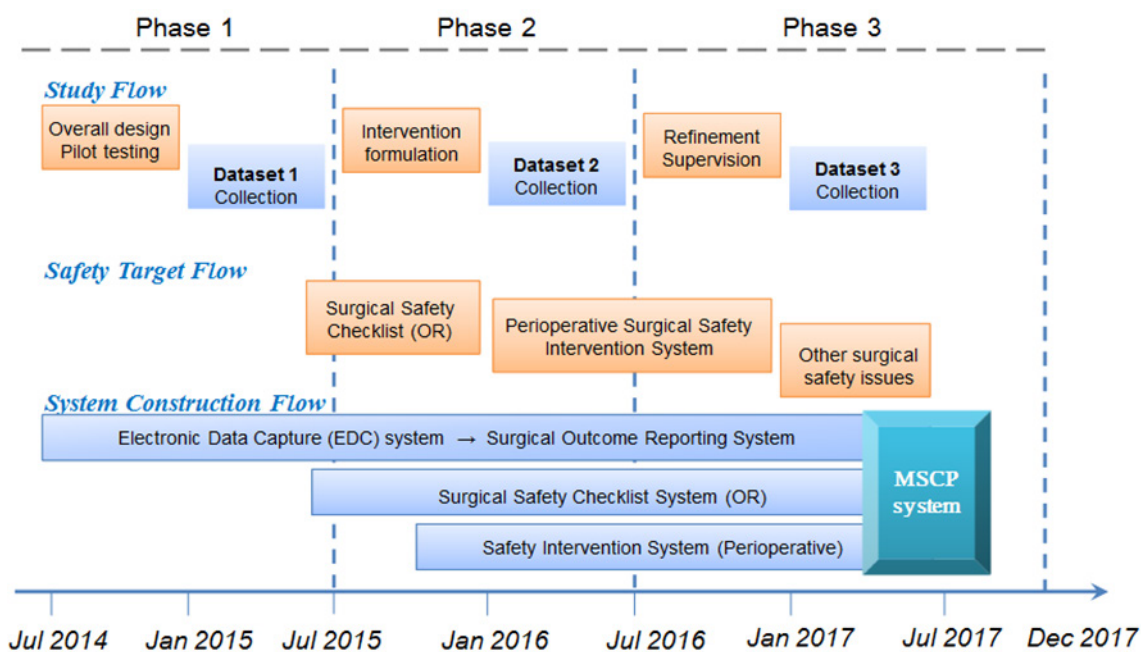 Phase 1
Phase 2
Phase 3
Study Flow
Overall design
Pilot testing
Dataset 1
Collection
Intervention
formulation
Dataset 2
Collection
Refinement
Supervision
Dataset 3
Collection
Safety Target Flow
Surgical Safety
Checklist (OR)
Perioperative Surgical Safety
Intervention System
Other surgical
safety issues
System Construction Flow
Electronic Data Capture (EDC) system → Surgical Outcome Reporting System
Surgical Safety Checklist System (OR)
Safety Intervention System (Perioperative)
MSCP
system
Jul 2014
Jan 2015
Jul 2015
Jan 2016
Jul 2016
Jan 2017
Jul 2017
Dec 2017